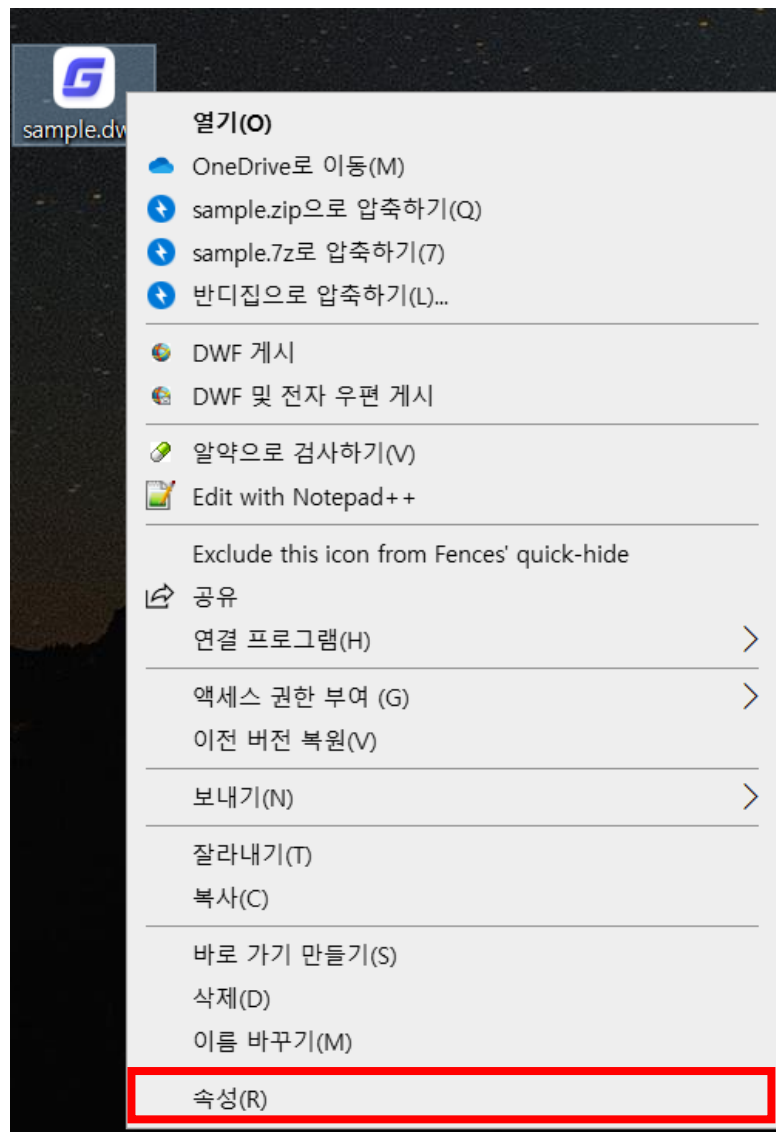 sample.dw
열기(O)
OneDrive로 이동(M)
sample.zip으로 압축하기(Q)
sample.7z로 압축하기(7)
반디집으로 압축하기(L)...
DWF 게시
DWF 및 전자 우편 게시
알약으로 검사하기(V)
Edit with Notepad++
Exclude this icon from Fences' quick-hide
공유
연결 프로그램(H)
액세스 권한 부여 (G)
이전 버전 복원(V)
보내기(N)
잘라내기(T)
복사(C)
바로 가기 만들기(S)
삭제(D)
이름 바꾸기(M)
속성(R)